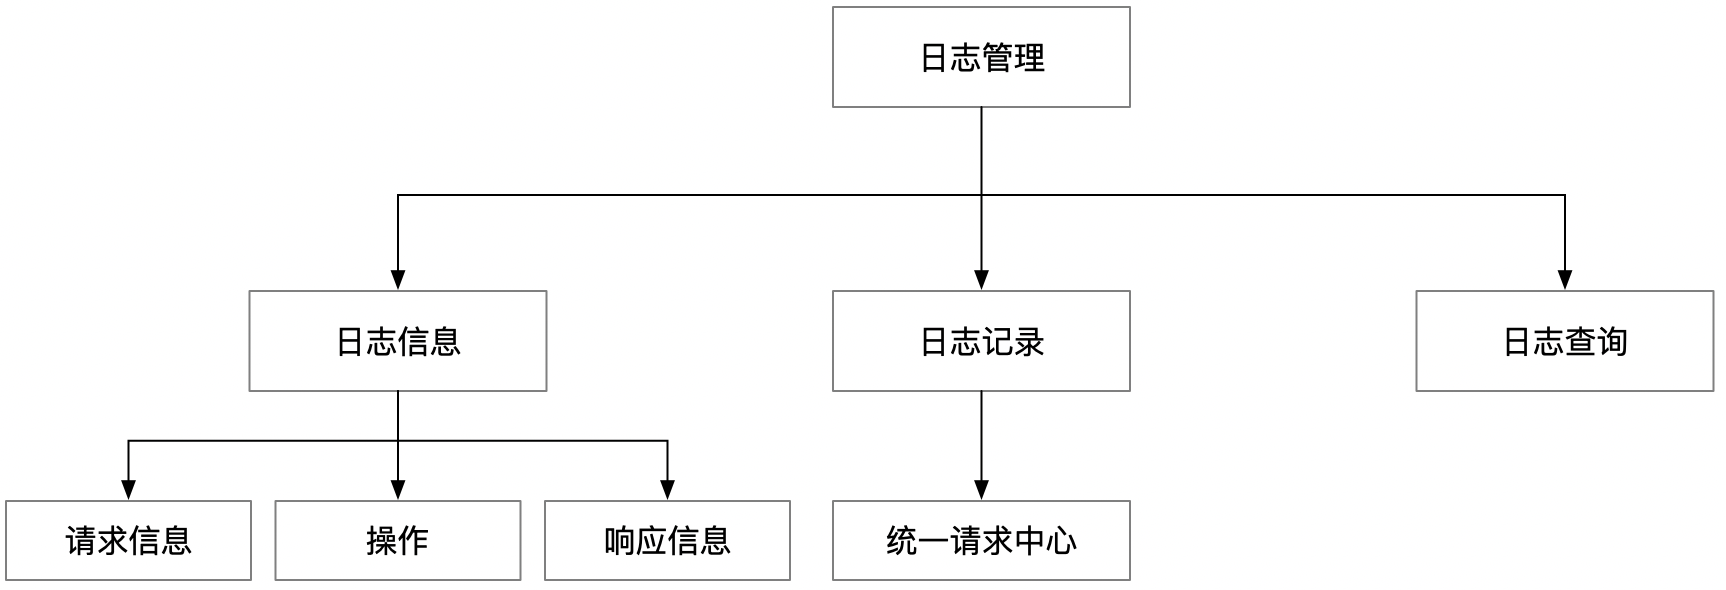 日志管理
日志信息
日志记录
日志查询
请求信息
操作
响应信息
统一请求中心